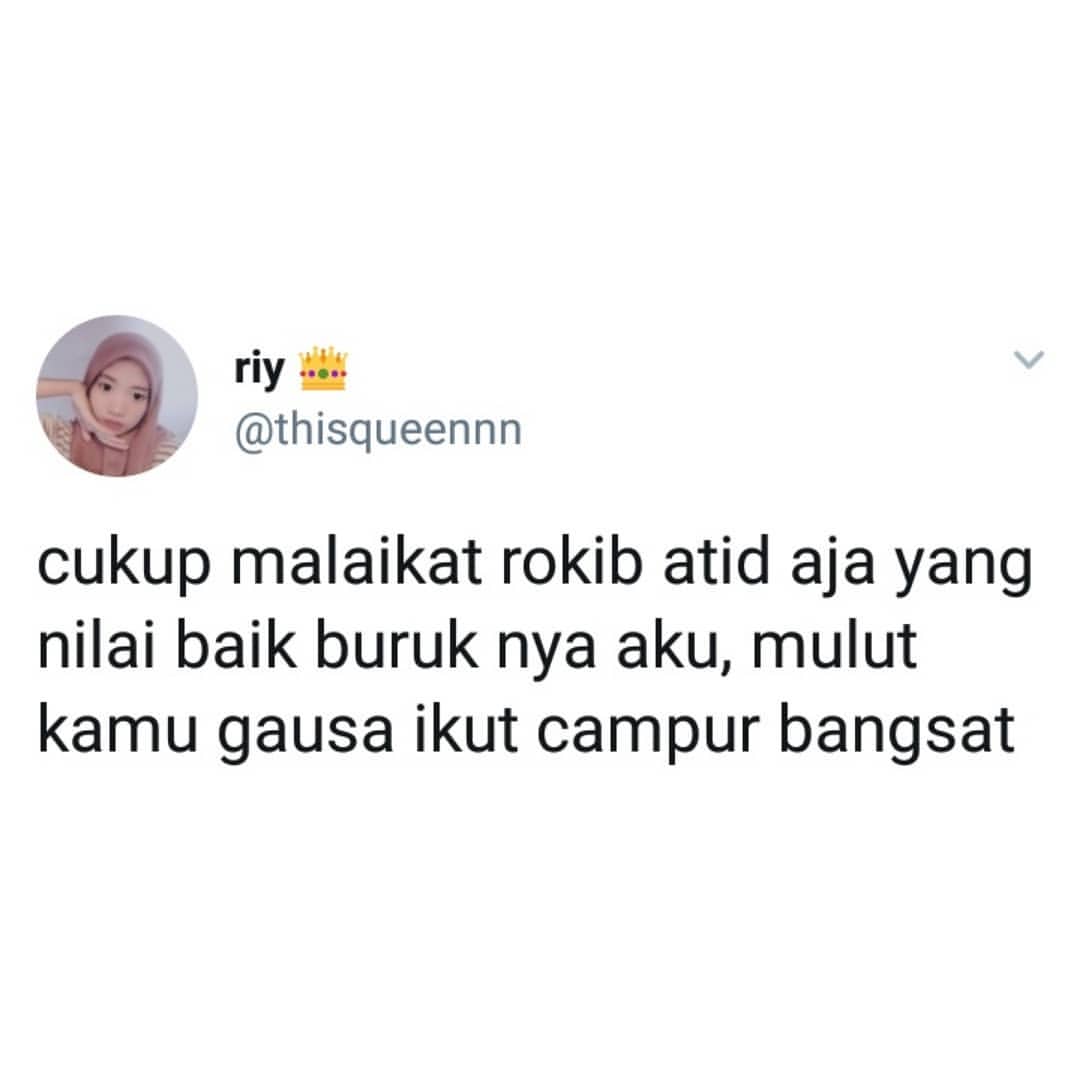 riy 👑
@thisqueennn
cukup malaikat rokib atid aja yang
nilai baik buruk nya aku, mulut
kamu gausa ikut campur bangsat